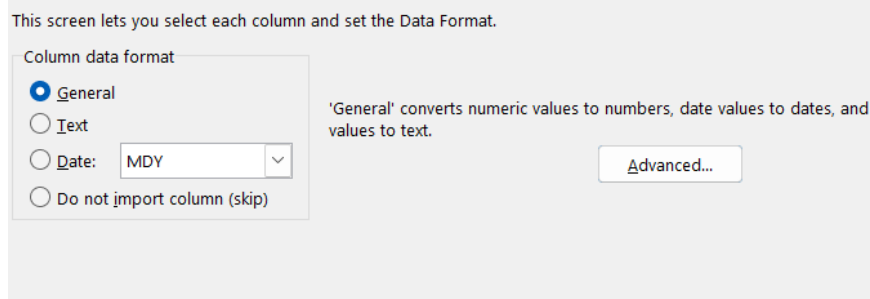 This screen lets you select each column and set the Data Format.
Column data format
General
Text
Date: MDY
Do not import column (skip)
'General' converts numeric values to numbers, date values to dates, and
values to text.
Advanced...